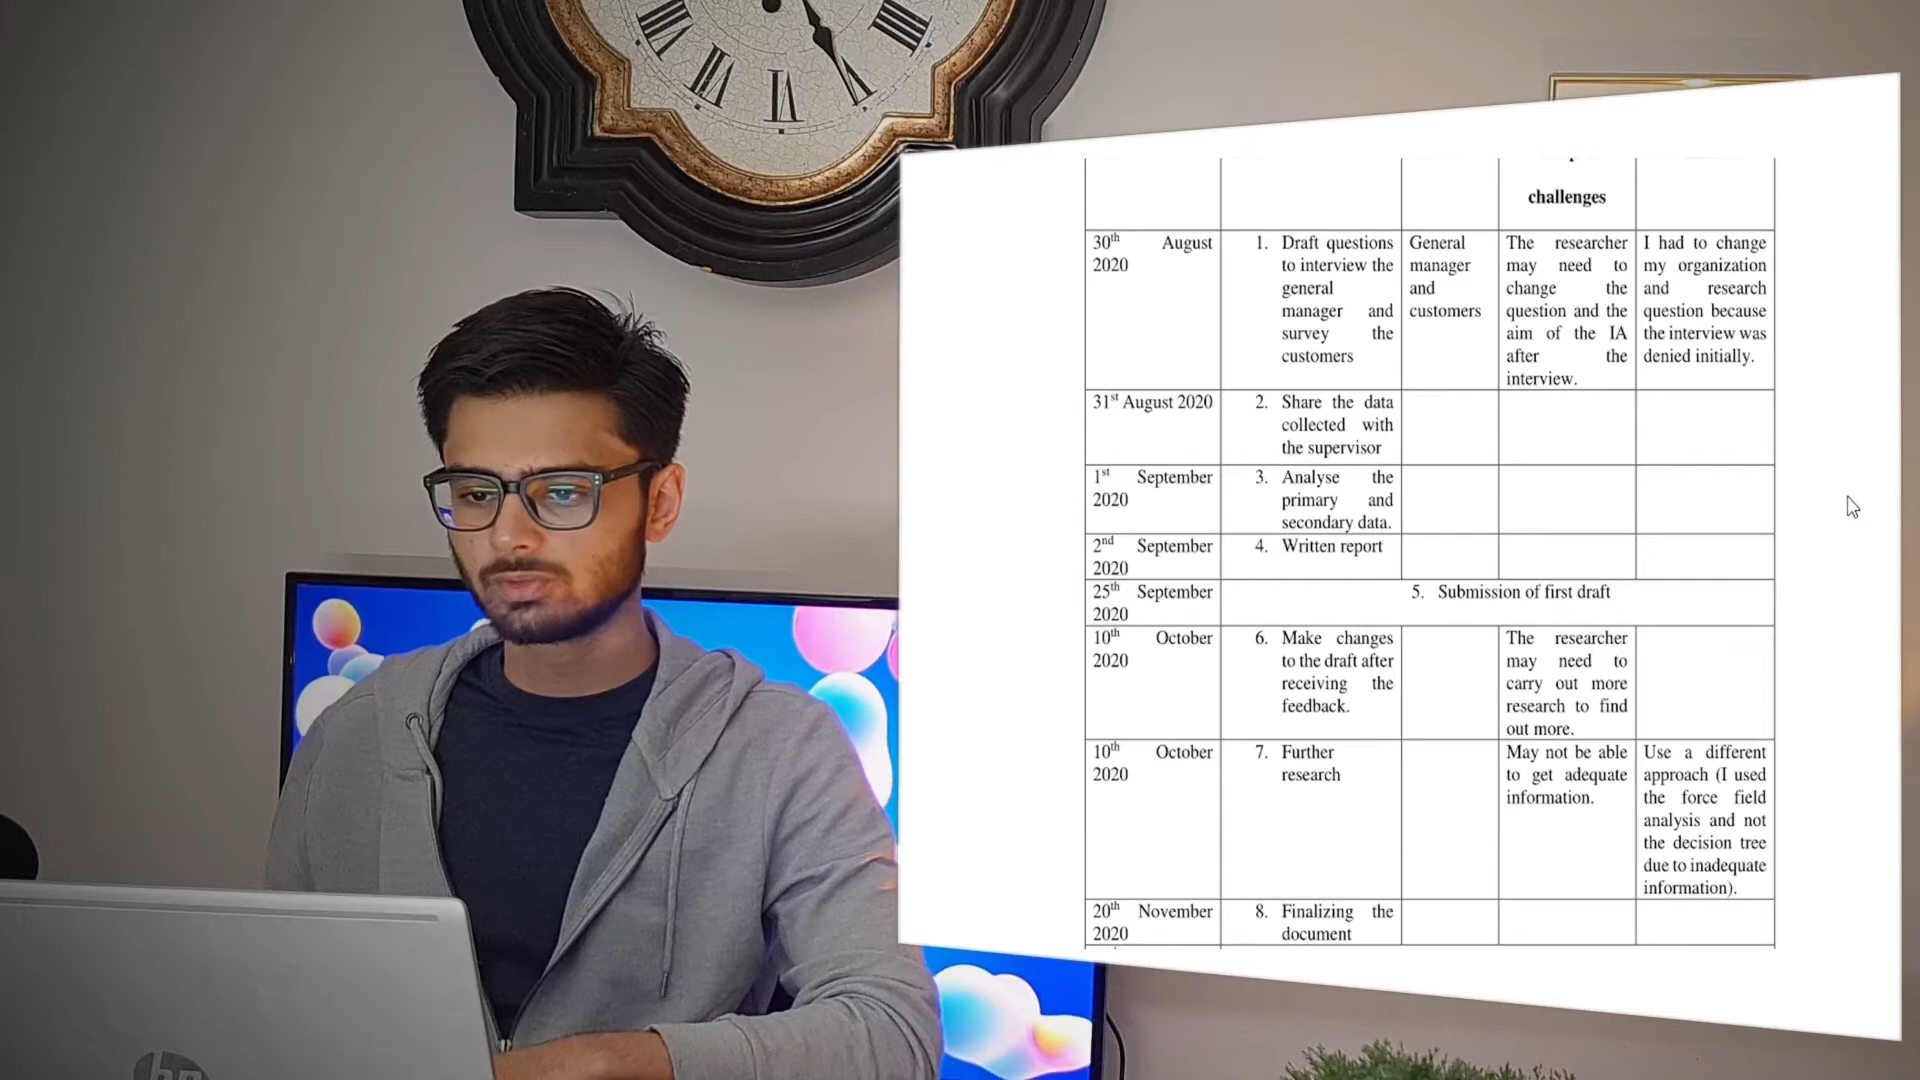 challenges
30th August 2020
1. Draft questions to interview the general manager and survey the customers
General manager and customers
The researcher may need to change the question and the aim of the IA after the interview.
I had to change my organization and research question because the interview was denied initially.
31st August 2020
2. Share the data collected with the supervisor
1st September 2020
3. Analyse the primary and secondary data.
2nd September 2020
4. Written report
25th September 2020
5. Submission of first draft
10th October 2020
6. Make changes to the draft after receiving the feedback.
The researcher may need to carry out more research to find out more.
10th October 2020
7. Further research
May not be able to get adequate information.
Use a different approach (I used the force field analysis and not the decision tree due to inadequate information).
20th November 2020
8. Finalizing the document
III
IIII
V
VI
VII
VIII
hp